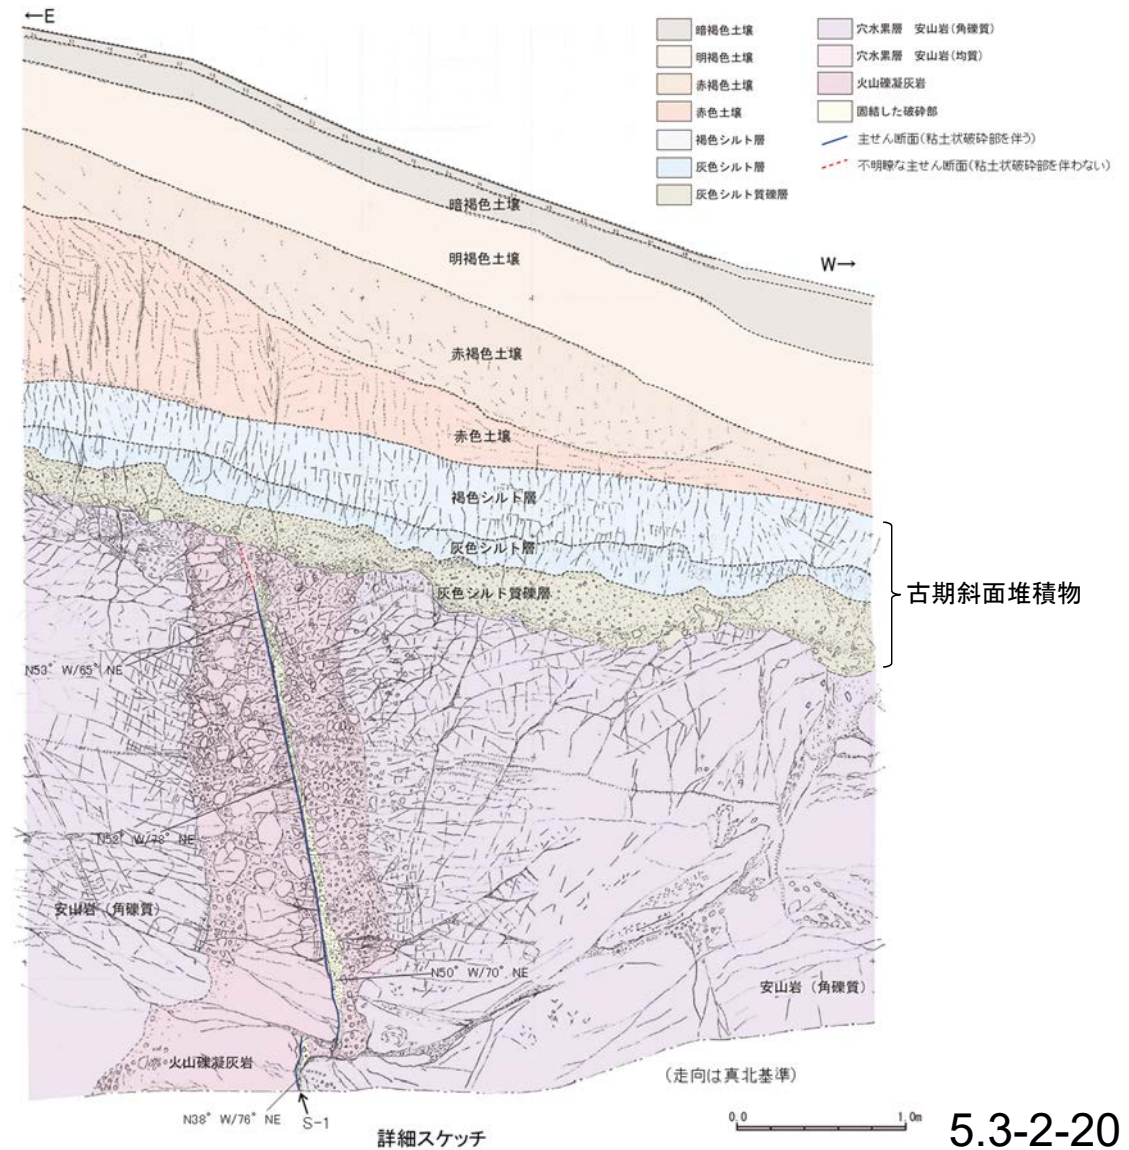 ←E
暗褐色土壌
明褐色土壌
赤褐色土壌
赤色土壌
褐色シルト層
灰色シルト層
灰色シルト質礫層
穴水累層 安山岩(角礫質)
穴水累層 安山岩(均質)
火山礫凝灰岩
固結した破砕部
主せん断面(粘土状破砕部を伴う)
不明瞭な主せん断面(粘土状破砕部を伴わない)
W→
暗褐色土壌
明褐色土壌
赤褐色土壌
赤色土壌
褐色シルト層
灰色シルト層
灰色シルト質礫層
古期斜面堆積物
N53° W/65° NE
N52° W/78° NE
安山岩（角礫質）
N50° W/70° NE
安山岩（角礫質）
火山礫凝灰岩
(走向は真北基準)
N38° W/76° NE
S-1
詳細スケッチ
0.0 1.0m
5.3-2-20